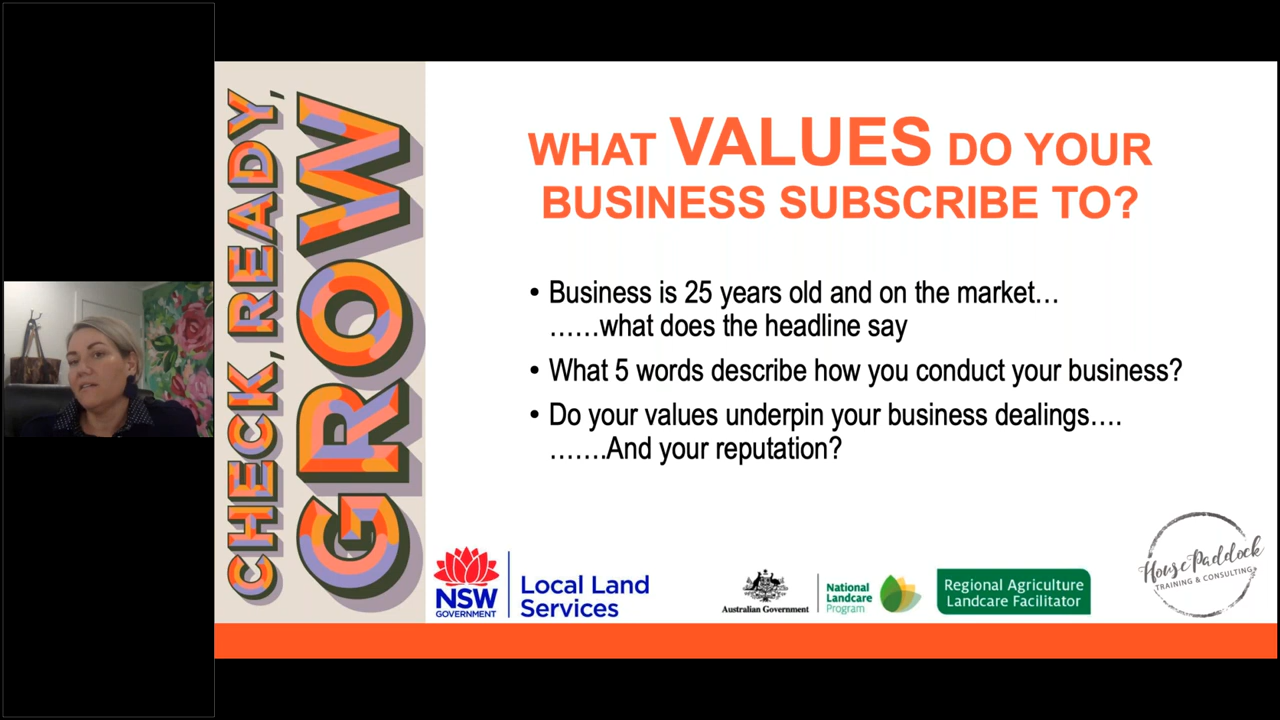 CHECK, READY,
GROW
WHAT VALUES DO YOUR
BUSINESS SUBSCRIBE TO?
• Business is 25 years old and on the market…
……what does the headline say
• What 5 words describe how you conduct your business?
• Do your values underpin your business dealings….
…….And your reputation?
NSW
GOVERNMENT
Local Land
Services
Australian Government
National
Landcare
Program
Regional Agriculture
Landcare Facilitator
House Paddock
TRAINING & CONSULTING